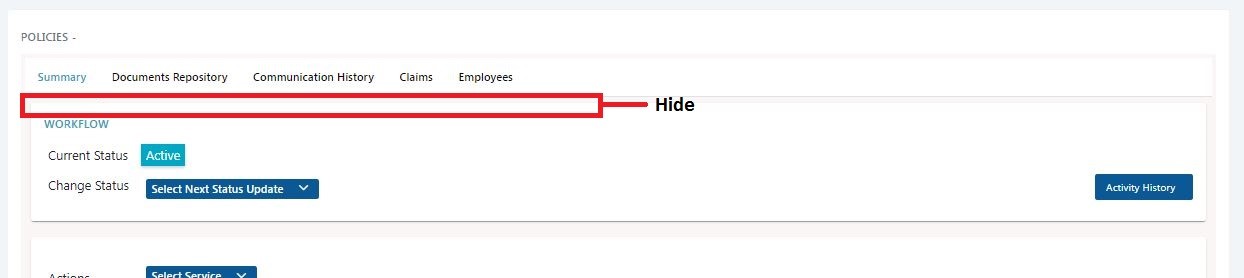 POLICIES -
Summary Documents Repository Communication History Claims Employees
Hide
WORKFLOW
Current Status Active
Change Status Select Next Status Update
Activity History
Actions Select Service